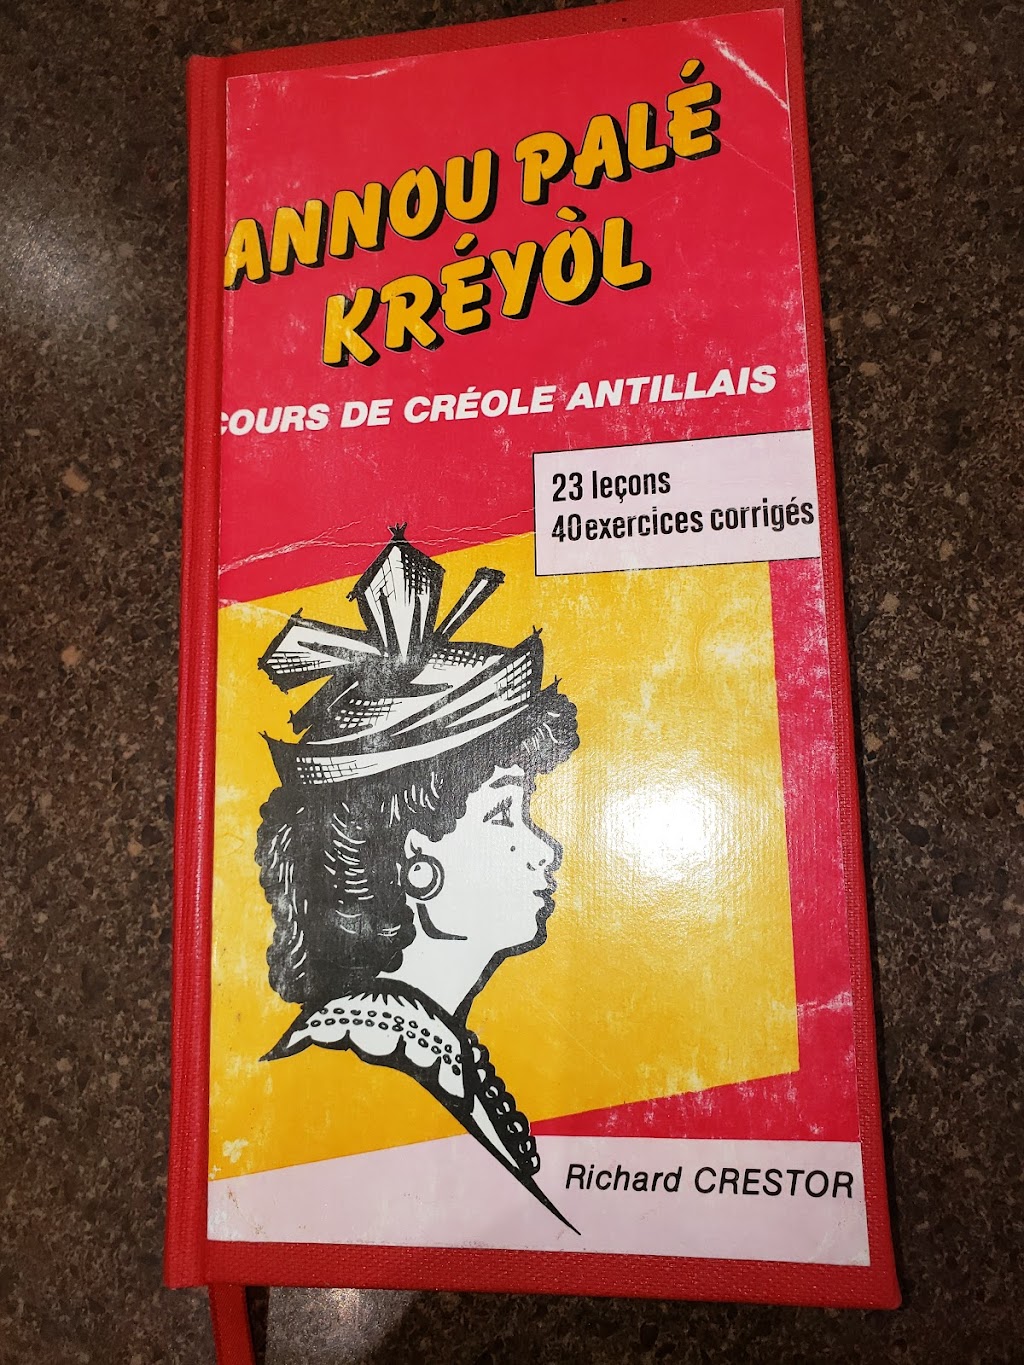 ANNOU PALÉ
KRÉYÒL
COURS DE CRÉOLE ANTILLAIS
23 leçons
40 exercices corrigés
Richard CRESTOR